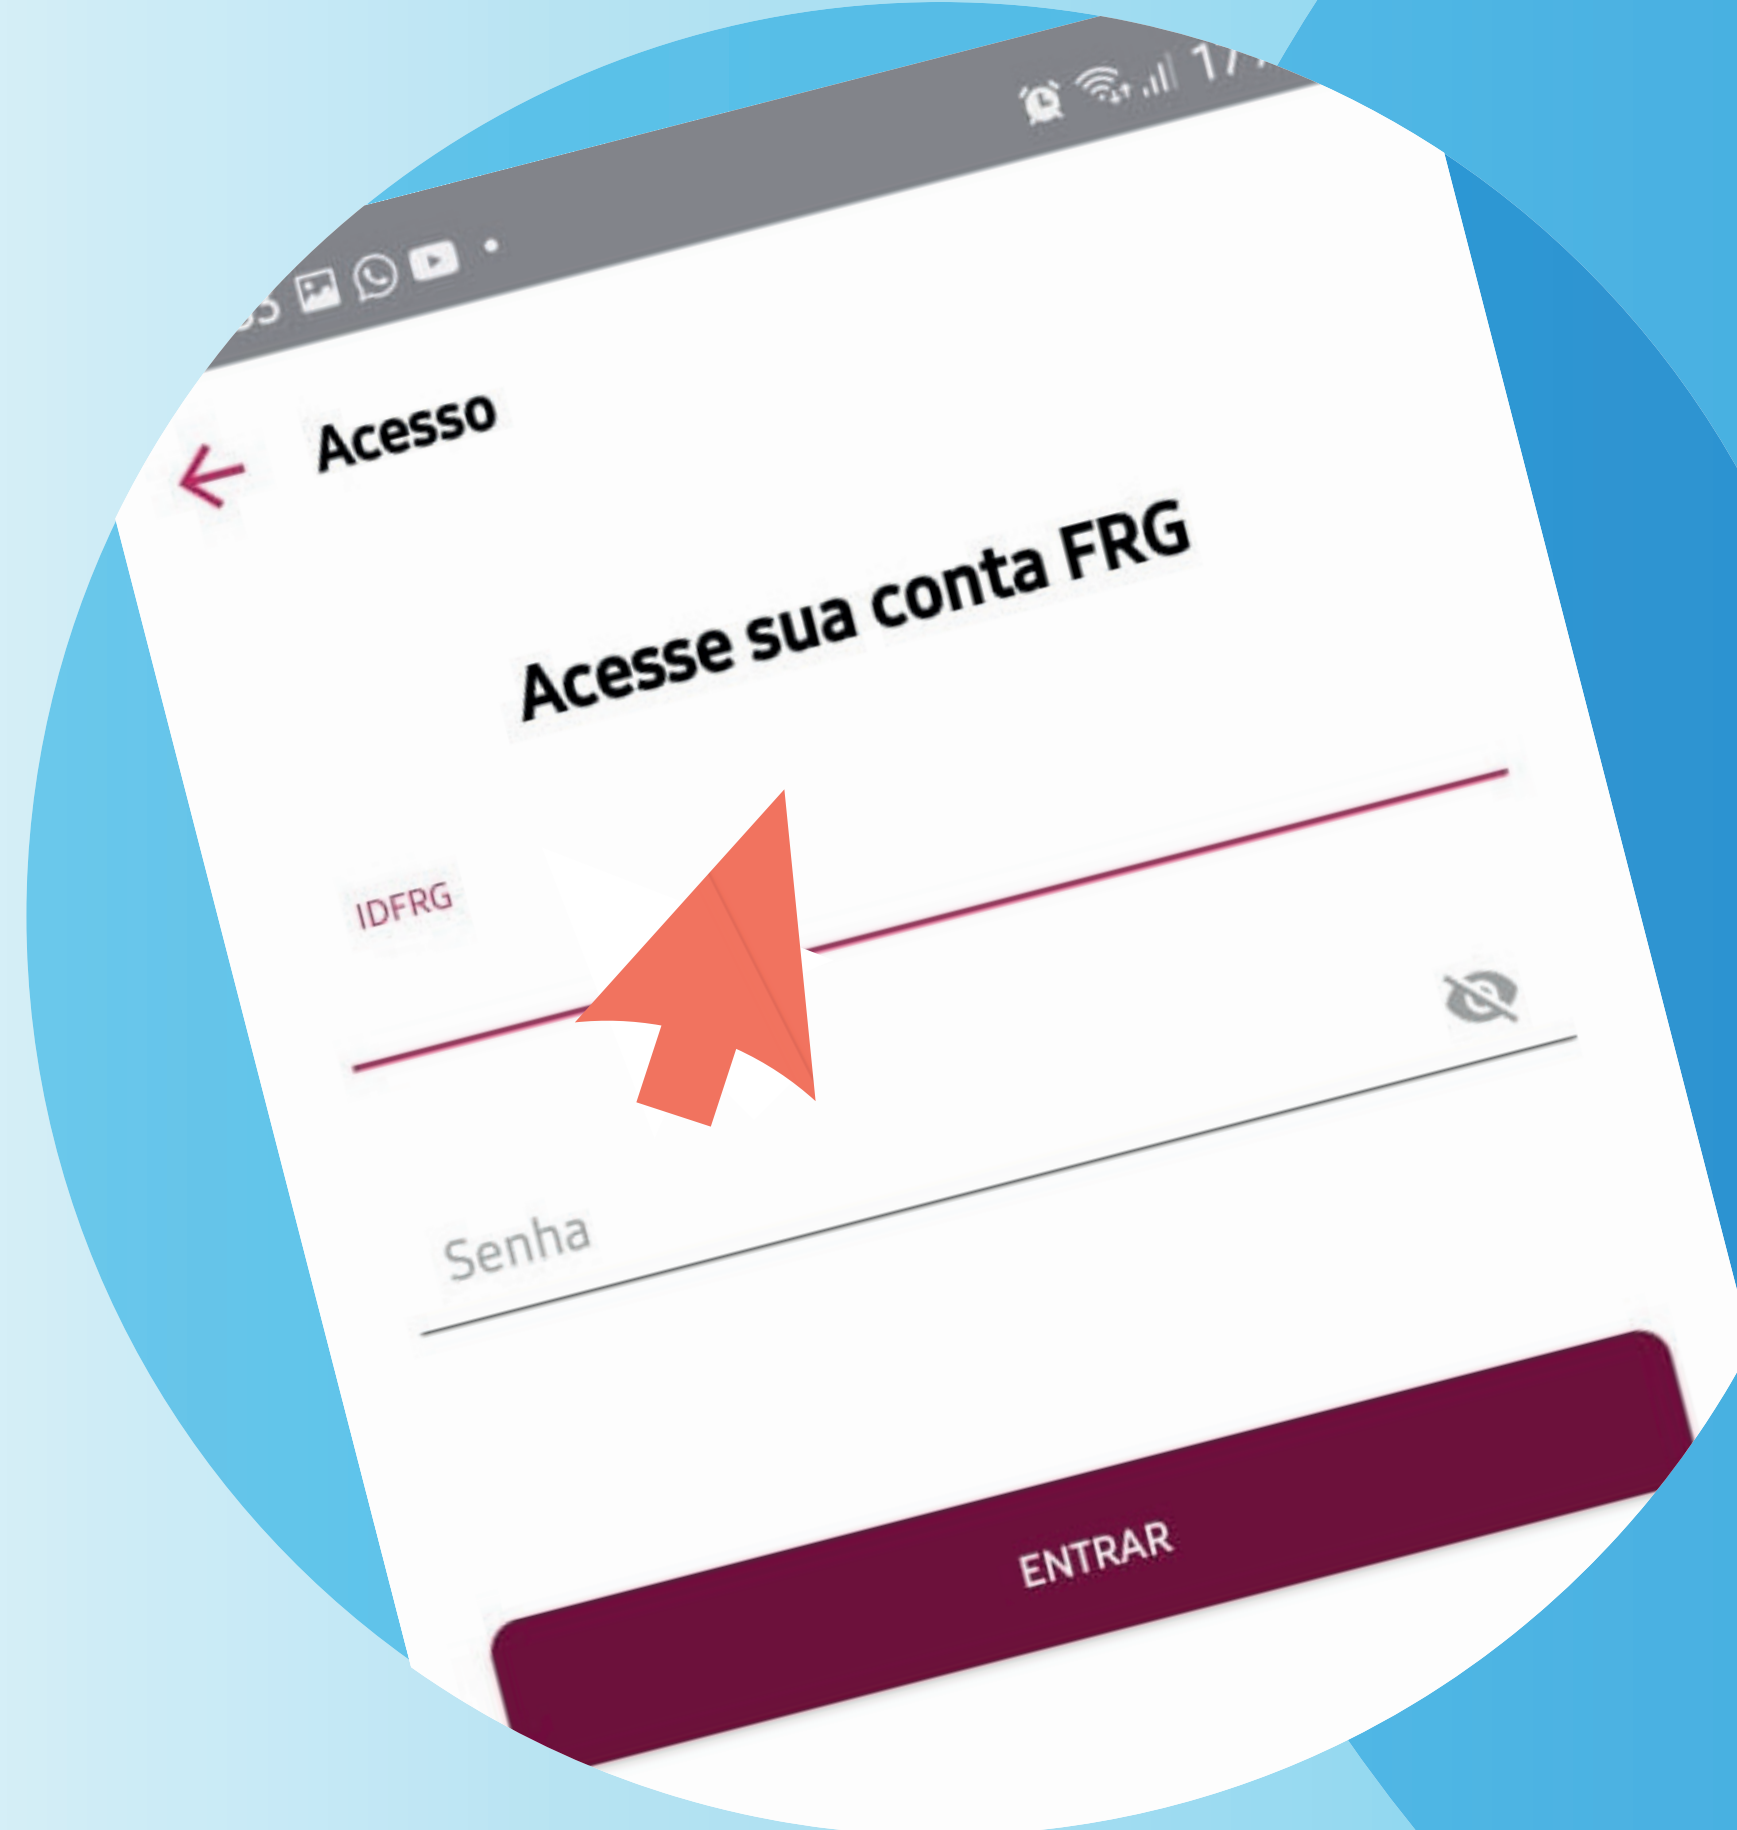 Acesso
Acesse sua conta FRG
IDFRG
Senha
ENTRAR